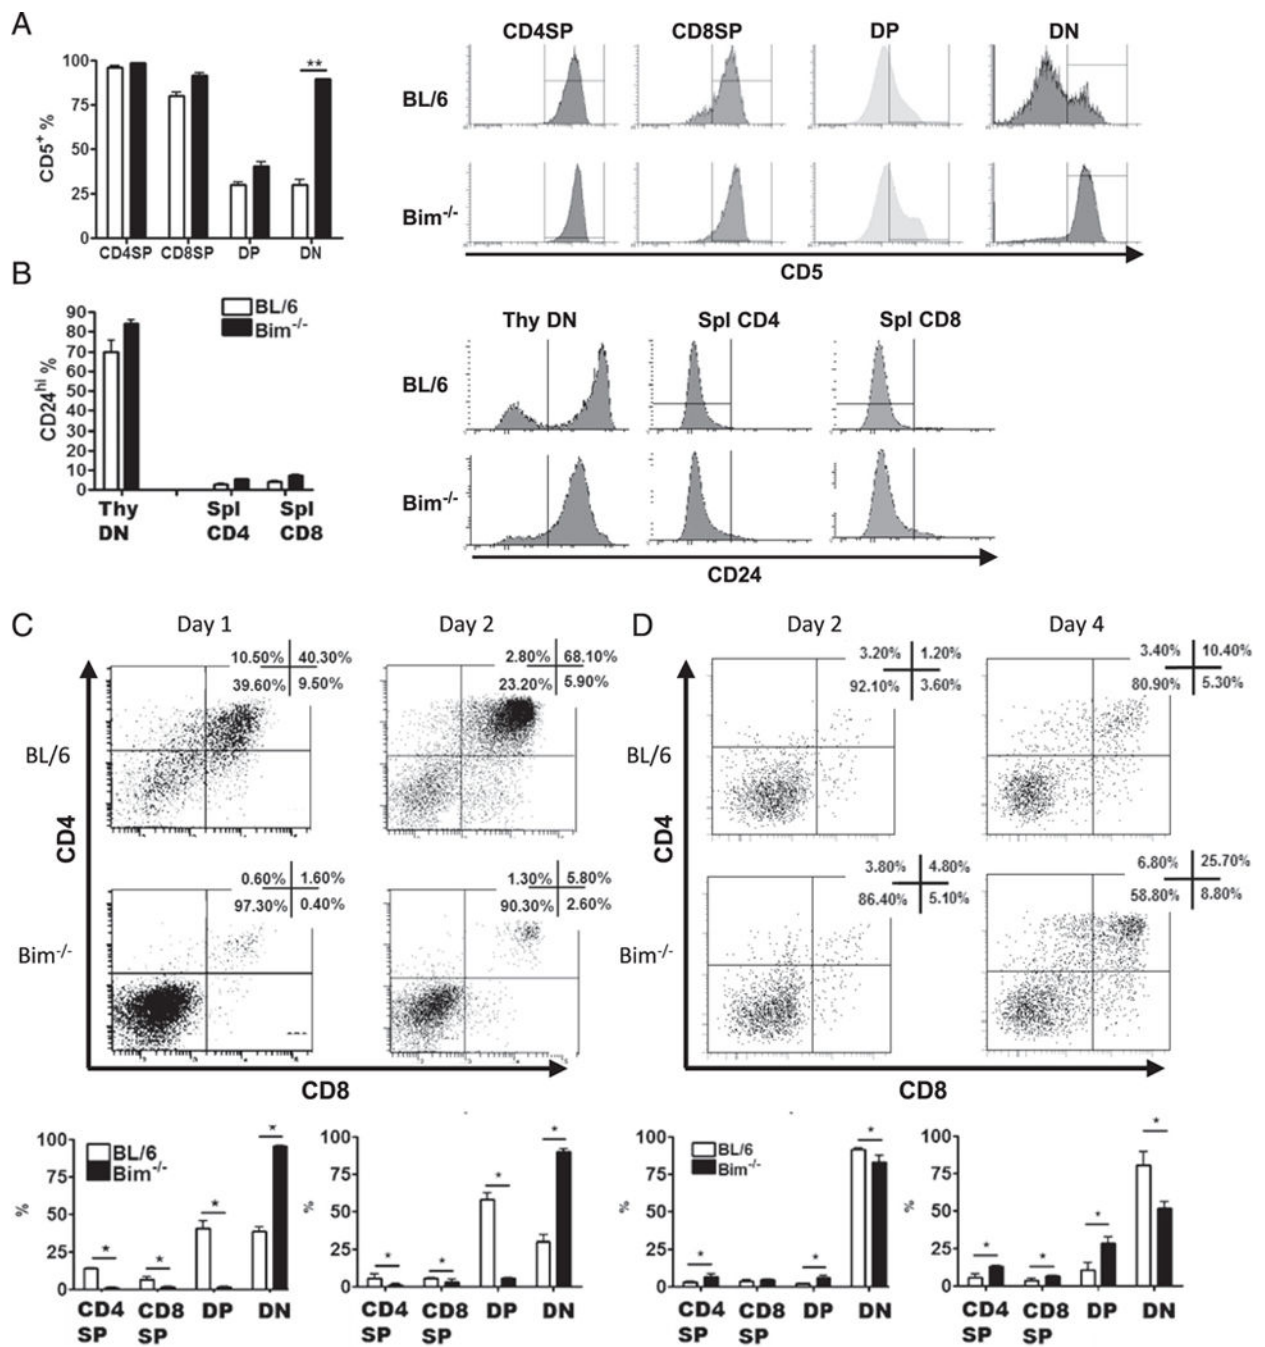 A
CD5+ %
100
75
50
25
0
**
CD4SP CD8SP DP DN
CD4SP CD8SP DP DN
BL/6
Bim-/-
CD5
B
CD24hi %
90
80
70
60
50
40
30
20
10
0
BL/6
Bim-/-
Thy DN
Spl CD4
Spl CD8
Thy DN Spl CD4 Spl CD8
BL/6
Bim-/-
CD24
C
Day 1 Day 2
10.50% 40.30%
39.60% 9.50%
2.80% 68.10%
23.20% 5.90%
BL/6
CD4
0.60% 1.60%
97.30% 0.40%
1.30% 5.80%
90.30% 2.60%
Bim-/-
CD8
D
Day 2 Day 4
3.20% 1.20%
92.10% 3.60%
3.40% 10.40%
80.90% 5.30%
BL/6
CD4
3.80% 4.80%
86.40% 5.10%
6.80% 25.70%
58.80% 8.80%
Bim-/-
CD8
%
100
75
50
25
0
BL/6
Bim-/-
* * * *
CD4 SP
CD8 SP
DP
DN
%
100
75
50
25
0
* * * *
CD4 SP
CD8 SP
DP
DN
%
100
75
50
25
0
BL/6
Bim-/-
* * *
CD4 SP
CD8 SP
DP
DN
%
100
75
50
25
0
* * * *
CD4 SP
CD8 SP
DP
DN